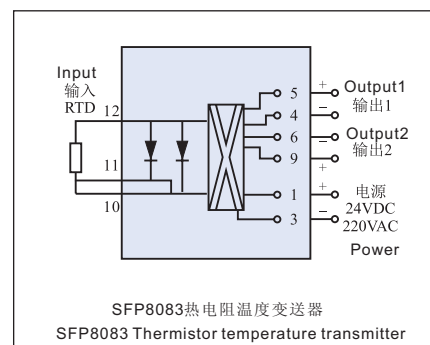 Input
输入
RTD
12
11
10
5
4
6
9
1
3
+
Output1
−
输出1
−
Output2
输出2
+
+
电源
−
24VDC
220VAC
Power
SFP8083热电阻温度变送器
SFP8083 Thermistor temperature transmitter